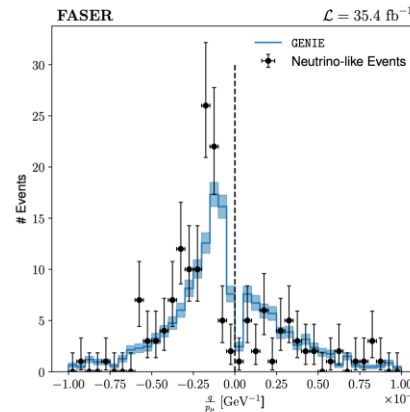 FASER
ℒ = 35.4 fb⁻¹
GENIE
Neutrino-like Events
# Events
30
25
20
15
10
5
0
−1.00 −0.75 −0.50 −0.25 0.00 0.25 0.50 0.75 1.0
q/pμ [GeV⁻¹]
×10⁻